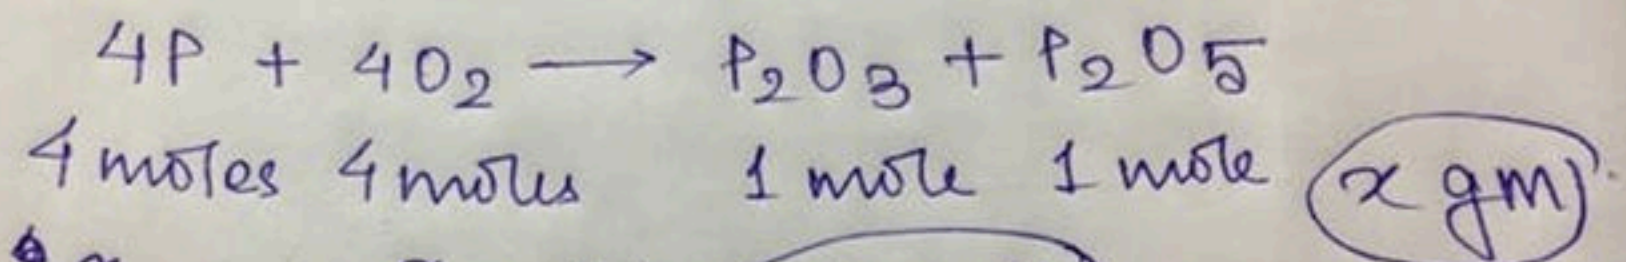 4P + 4O₂ ⟶ P₂O₃ + P₂O₅
4 moles 4 moles 1 mole 1 mole x gm